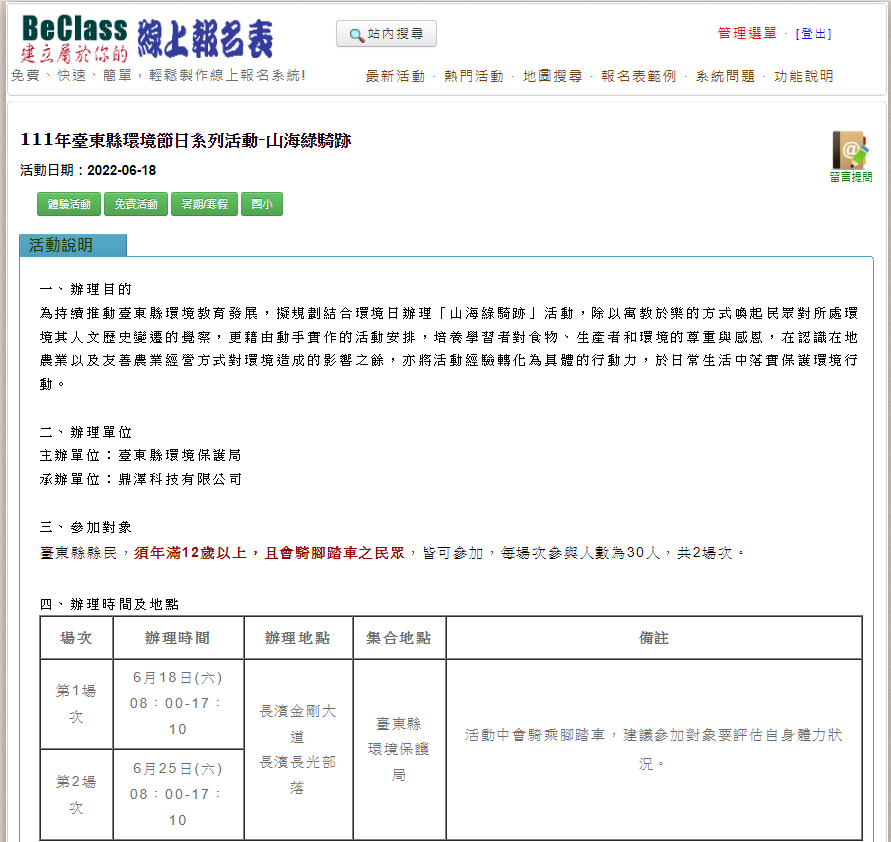 BeClass
建立屬於你的
線上報名表
站內搜尋
管理選單 · [登出]
免費、快速、簡單，輕鬆製作線上報名系統!
最新活動 · 熱門活動 · 地圖搜尋 · 報名表範例 · 系統問題 · 功能說明
111年臺東縣環境節日系列活動-山海綠騎跡
活動日期：2022-06-18
留言提問
體驗活動 免費活動 暑期/寒假 國小
活動說明
一、辦理目的
為持續推動臺東縣環境教育發展，擬規劃結合環境日辦理「山海綠騎跡」活動，除以寓教於樂的方式喚起民眾對所處環
境其人文歷史變遷的覺察，更藉由動手實作的活動安排，培養學習者對食物、生產者和環境的尊重與感恩，在認識在地
農業以及友善農業經營方式對環境造成的影響之餘，亦將活動經驗轉化為具體的行動力，於日常生活中落實保護環境行
動。
二、辦理單位
主辦單位：臺東縣環境保護局
承辦單位：鼎澤科技有限公司
三、參加對象
臺東縣縣民，須年滿12歲以上，且會騎腳踏車之民眾，皆可參加，每場次參與人數為30人，共2場次。
四、辦理時間及地點
場次 辦理時間 辦理地點 集合地點 備註
第1場
次
6月18日(六)
08：00-17：
10
長濱金剛大
道
長濱長光部
落
臺東縣
環境保護
局
活動中會騎乘腳踏車，建議參加對象要評估自身體力狀
況。
第2場
次
6月25日(六)
08：00-17：
10